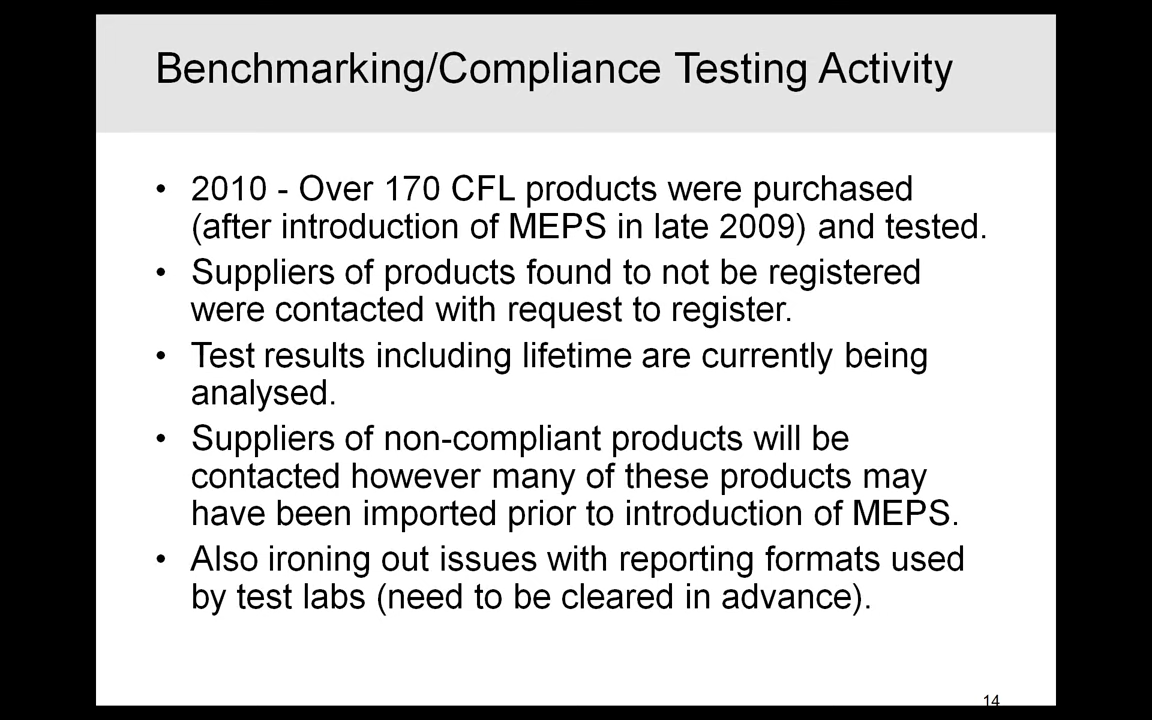 Benchmarking/Compliance Testing Activity
• 2010 - Over 170 CFL products were purchased
(after introduction of MEPS in late 2009) and tested.
• Suppliers of products found to not be registered
were contacted with request to register.
• Test results including lifetime are currently being
analysed.
• Suppliers of non-compliant products will be
contacted however many of these products may
have been imported prior to introduction of MEPS.
• Also ironing out issues with reporting formats used
by test labs (need to be cleared in advance).
14